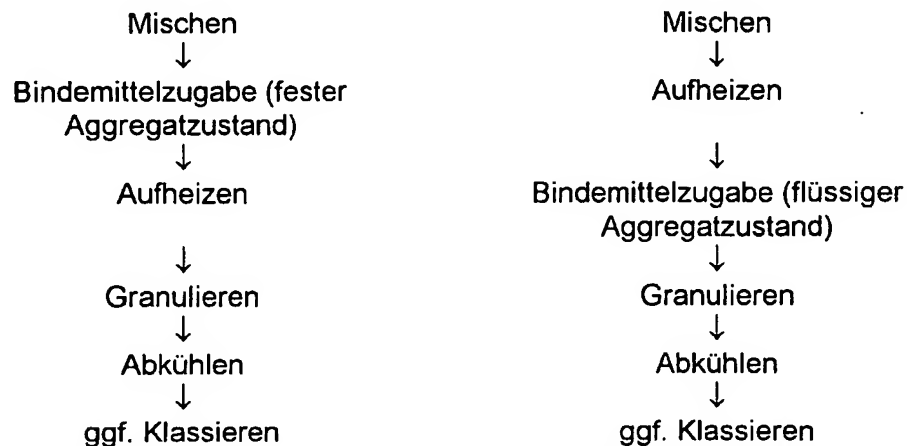 Mischen
↓
Bindemittelzugabe (fester
Aggregatzustand)
↓
Aufheizen
↓
Granulieren
↓
Abkühlen
↓
ggf. Klassieren
Mischen
↓
Aufheizen
↓
Bindemittelzugabe (flüssiger
Aggregatzustand)
↓
Granulieren
↓
Abkühlen
↓
ggf. Klassieren